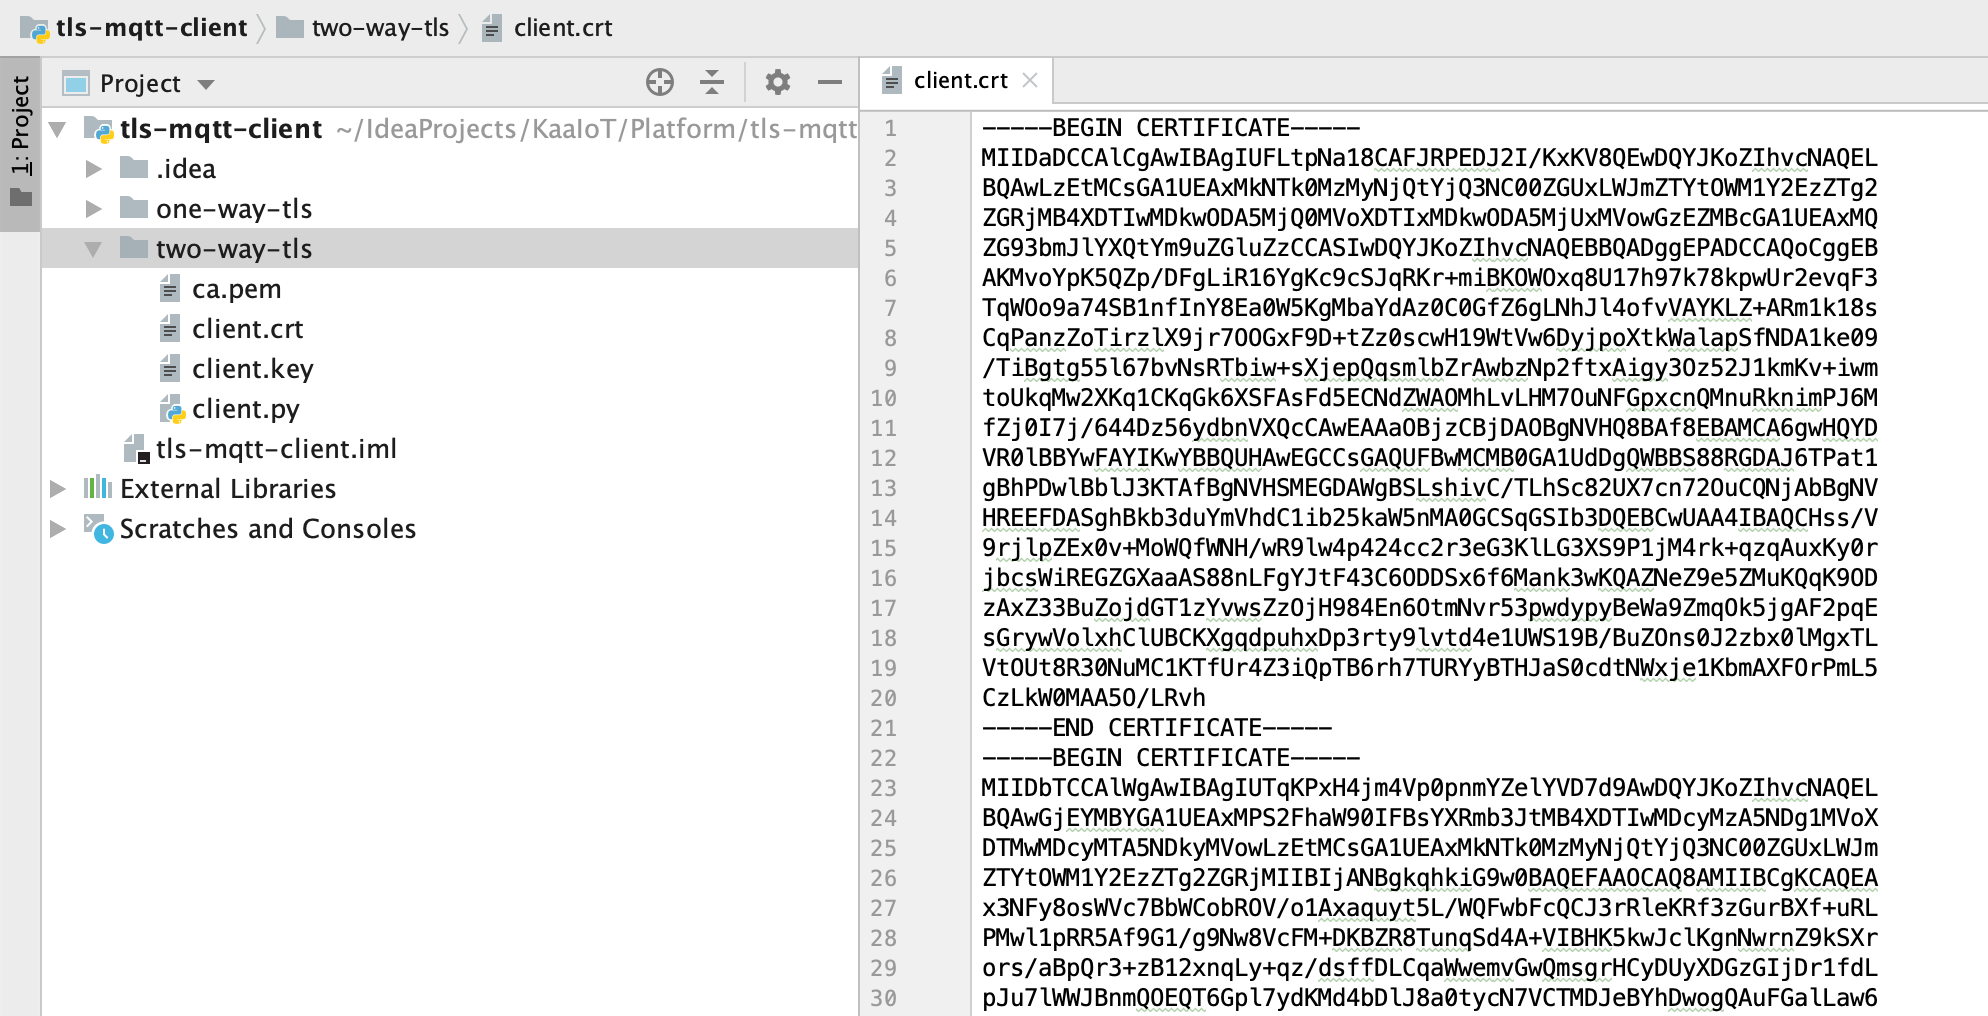 tls-mqtt-client
two-way-tls
client.crt
1: Project
Project
tls-mqtt-client ~/IdeaProjects/KaaIoT/Platform/tls-mqtt
.idea
one-way-tls
two-way-tls
ca.pem
client.crt
client.key
client.py
tls-mqtt-client.iml
External Libraries
Scratches and Consoles
client.crt
1 -----BEGIN CERTIFICATE-----
2 MIIDaDCCAlCgAwIBAgIUFLtpNa18CAFJRPEDJ2I/KxKV8QEwDQYJKoZIhvcNAQEL
3 BQAwLzEtMCsGA1UEAxMkNTk0MzMyNjQtYjQ3NC00ZGUxLWJmZTYtOWM1Y2EzZTg2
4 ZGRjMB4XDTIwMDkwODA5MjQ0MVoXDTIxMDkwODA5MjUxMVowGzEZMBcGA1UEAxMQ
5 ZG93bmJlYXQtYm9uZGluZzCCASIwDQYJKoZIhvcNAQEBBQADggEPADCCAQoCggEB
6 AKMvoYpK5QZp/DFgLiR16YgKc9cSJqRKr+miBKOWOxq8U17h97k78kpwUr2evqF3
7 TqWOo9a74SB1nfInY8Ea0W5KgMbaYdAz0C0GfZ6gLNhJl4ofvVAYKLZ+ARm1k18s
8 CqPanzZoTirzlX9jr7OOGxF9D+tZz0scwH19WtVw6DyjpoXtkWalapSfNDA1ke09
9 /TiBgtg55l67bvNsRTbiw+sXjepQqsmlbZrAwbzNp2ftxAigy3Oz52J1kmKv+iwm
10 toUkqMw2XKq1CKqGk6XSFAsFd5ECNdZWAOMhLvLHM7OuNFGpxcnQMnuRknimPJ6M
11 fZj0I7j/644Dz56ydbnVXQcCAwEAAaOBjzCBjDAOBgNVHQ8BAf8EBAMCA6gwHQYD
12 VR0lBBYwFAYIKwYBBQUHAwEGCCsGAQUFBwMCMB0GA1UdDgQWBBS88RGDAJ6TPat1
13 gBhPDwlBblJ3KTAfBgNVHSMEGDAWgBSLshivC/TLhSc82UX7cn72OuCQNjAbBgNV
14 HREEFDASghBkb3duYmVhdC1ib25kaW5nMA0GCSqGSIb3DQEBCwUAA4IBAQCHss/V
15 9rjlpZEx0v+MoWQfWNH/wR9lw4p424cc2r3eG3KlLG3XS9P1jM4rk+qzqAuxKy0r
16 jbcsWiREGZGXaaAS88nLFgYJtF43C6ODDSx6f6Mank3wKQAZNeZ9e5ZMuKQqK9OD
17 zAxZ33BuZojdGT1zYvwsZzOjH984En6OtmNvr53pwdypyBeWa9ZmqOk5jgAF2pqE
18 sGrywVolxhClUBCKXgqdpuhxDp3rty9lvtd4e1UWS19B/BuZOns0J2zbx0lMgxTL
19 VtOUt8R30NuMC1KTfUr4Z3iQpTB6rh7TURYyBTHJaS0cdtNWxje1KbmAXFOrPmL5
20 CzLkW0MAA5O/LRvh
21 -----END CERTIFICATE-----
22 -----BEGIN CERTIFICATE-----
23 MIIDbTCCAlWgAwIBAgIUTqKPxH4jm4Vp0pnmYZelYVD7d9AwDQYJKoZIhvcNAQEL
24 BQAwGjEYMBYGA1UEAxMPS2FhaW90IFBsYXRmb3JtMB4XDTIwMDcyMzA5NDg1MVoX
25 DTMwMDcyMTA5NDkyMVowLzEtMCsGA1UEAxMkNTk0MzMyNjQtYjQ3NC00ZGUxLWJm
26 ZTYtOWM1Y2EzZTg2ZGRjMIIBIjANBgkqhkiG9w0BAQEFAAOCAQ8AMIIBCgKCAQEA
27 x3NFy8osWVc7BbWCobROV/o1Axaquyt5L/WQFwbFcQCJ3rRleKRf3zGurBXf+uRL
28 PMwl1pRR5Af9G1/g9Nw8VcFM+DKBZR8TunqSd4A+VIBHK5kwJclKgnNwrnZ9kSXr
29 ors/aBpQr3+zB12xnqLy+qz/dsffDLCqaWwemvGwQmsgrHCyDUyXDGzGIjDr1fdL
30 pJu7lWWJBnmQOEQT6Gpl7ydKMd4bDlJ8a0tycN7VCTMDJeBYhDwogQAuFGalLaw6